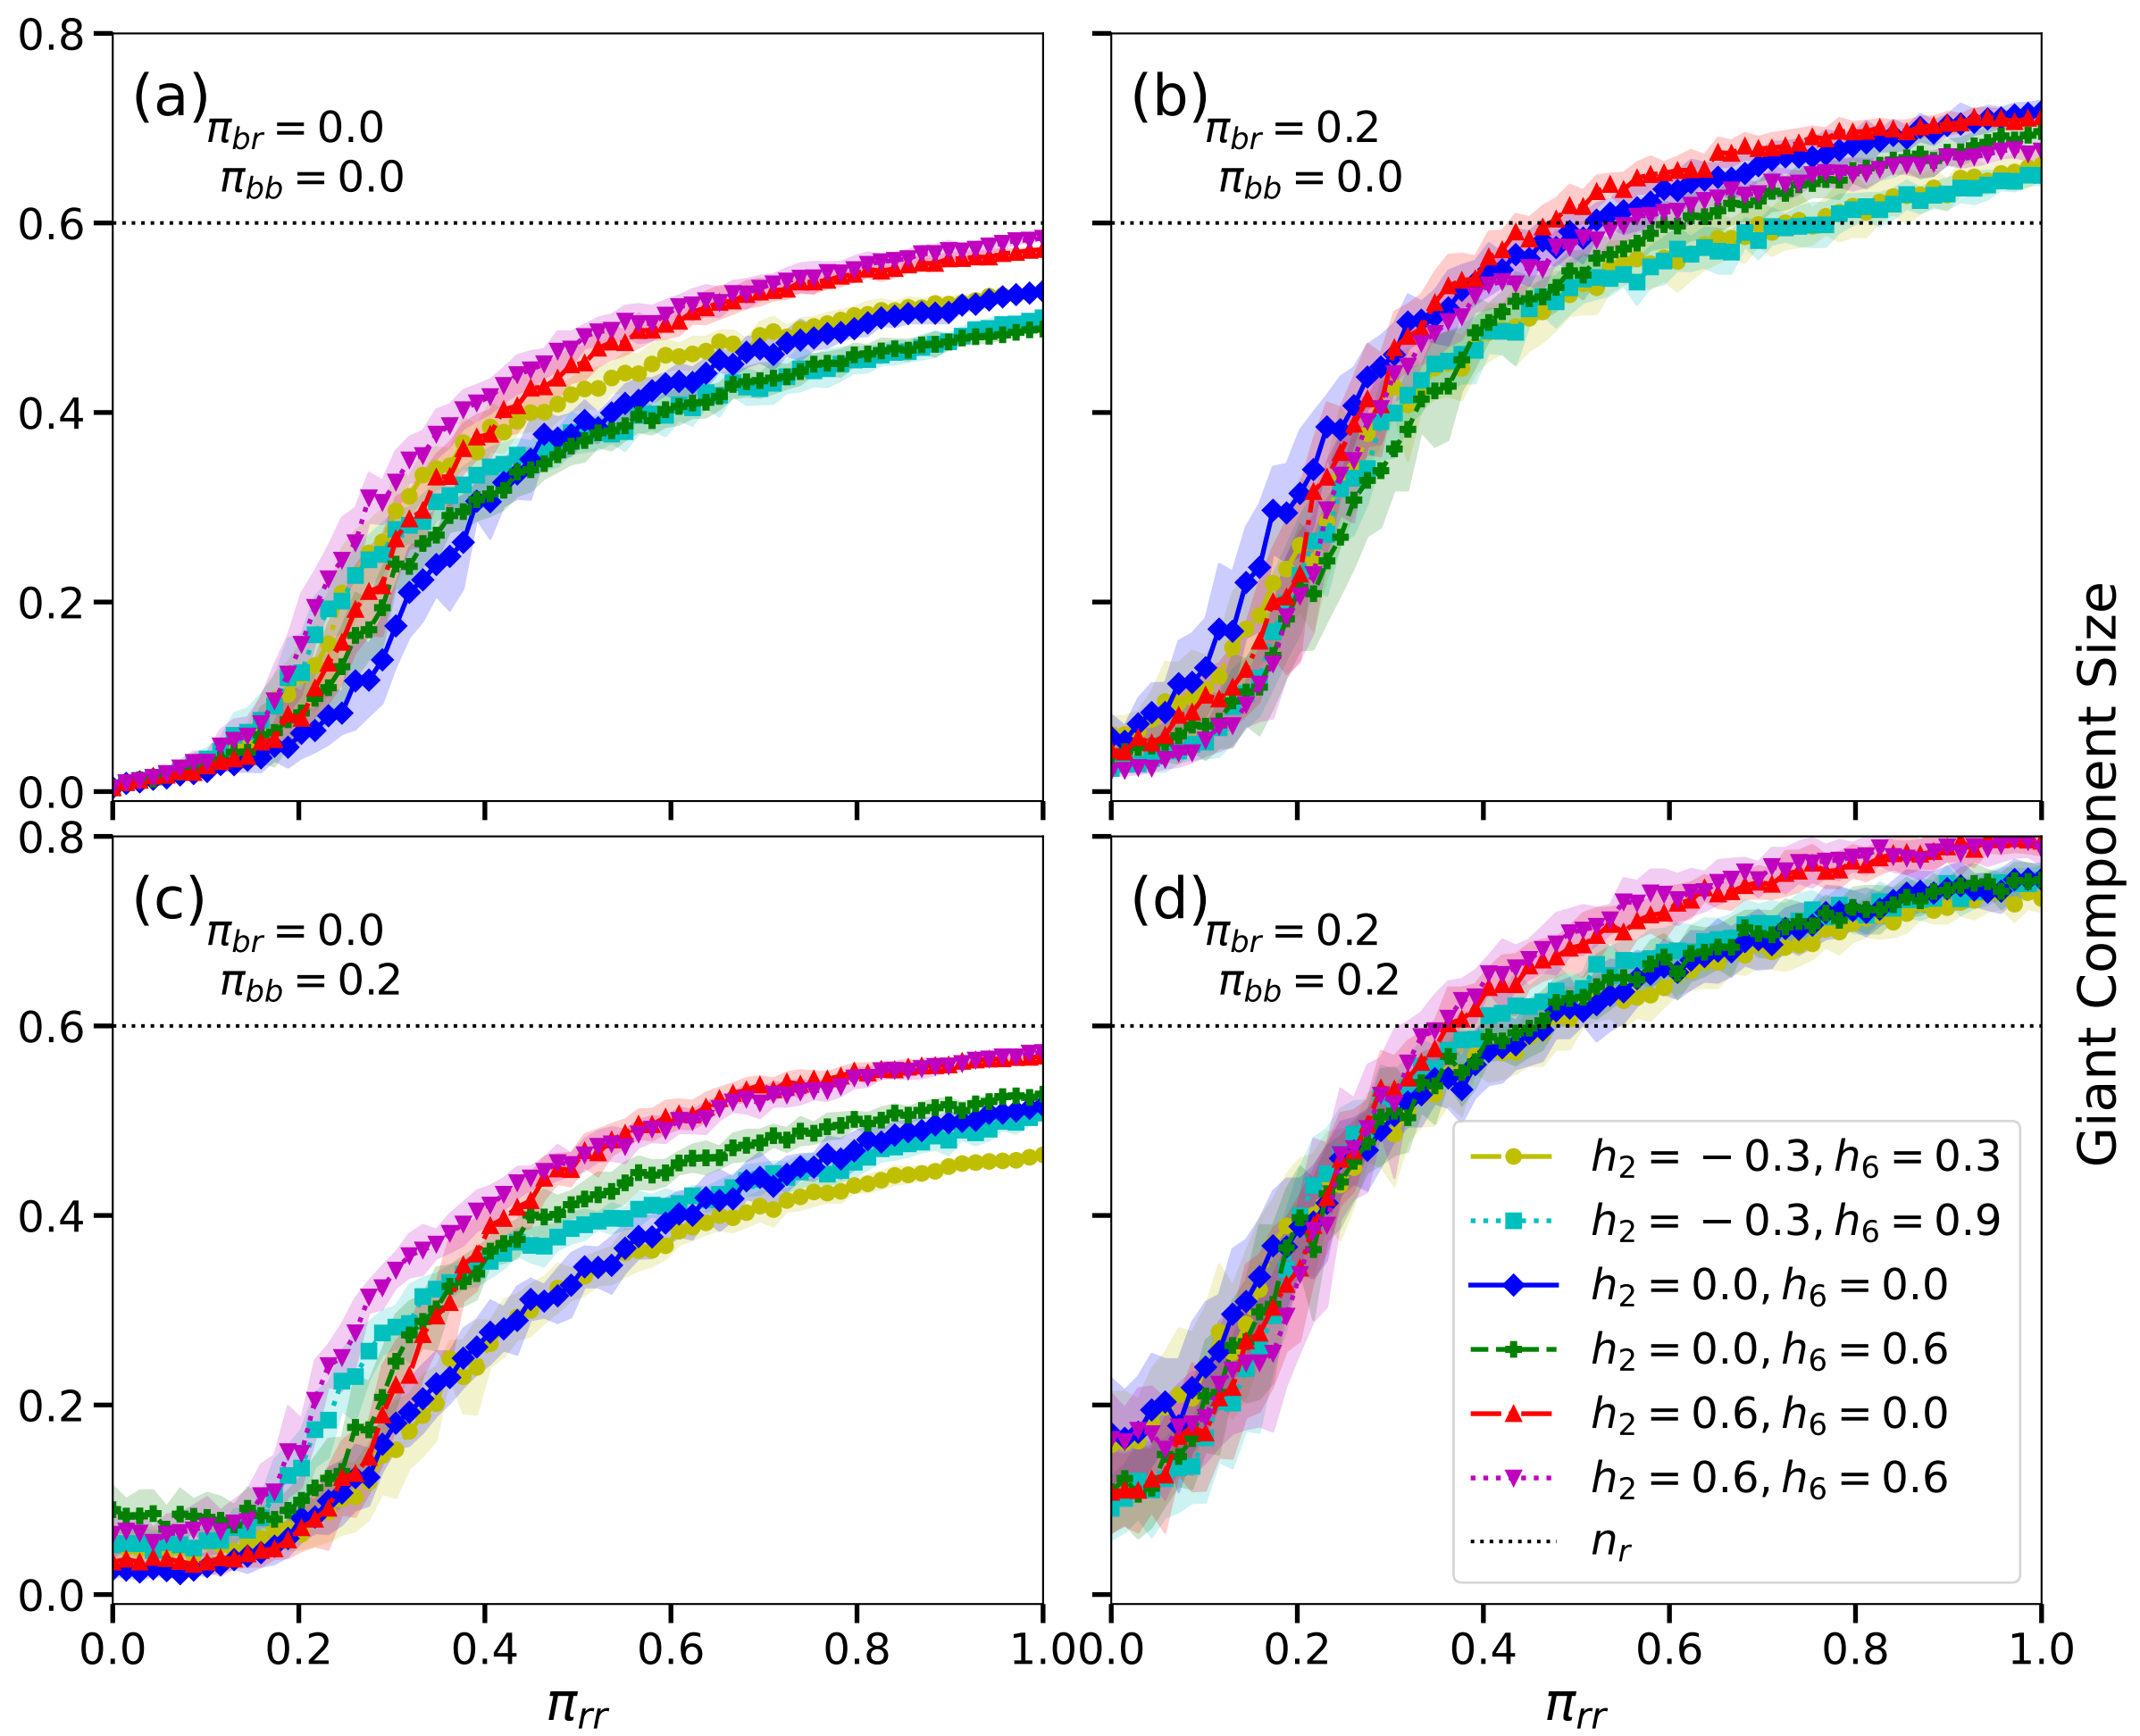 0.8
(a)
π_br = 0.0
π_bb = 0.0
0.6
0.4
0.2
0.0
(b)
π_br = 0.2
π_bb = 0.0
0.8
(c)
π_br = 0.0
π_bb = 0.2
0.6
0.4
0.2
0.0
0.0 0.2 0.4 0.6 0.8 1.0
π_rr
(d)
π_br = 0.2
π_bb = 0.2
h_2 = − 0.3, h_6 = 0.3
h_2 = − 0.3, h_6 = 0.9
h_2 = 0.0, h_6 = 0.0
h_2 = 0.0, h_6 = 0.6
h_2 = 0.6, h_6 = 0.0
h_2 = 0.6, h_6 = 0.6
n_r
0.0 0.2 0.4 0.6 0.8 1.0
π_rr
Giant Component Size